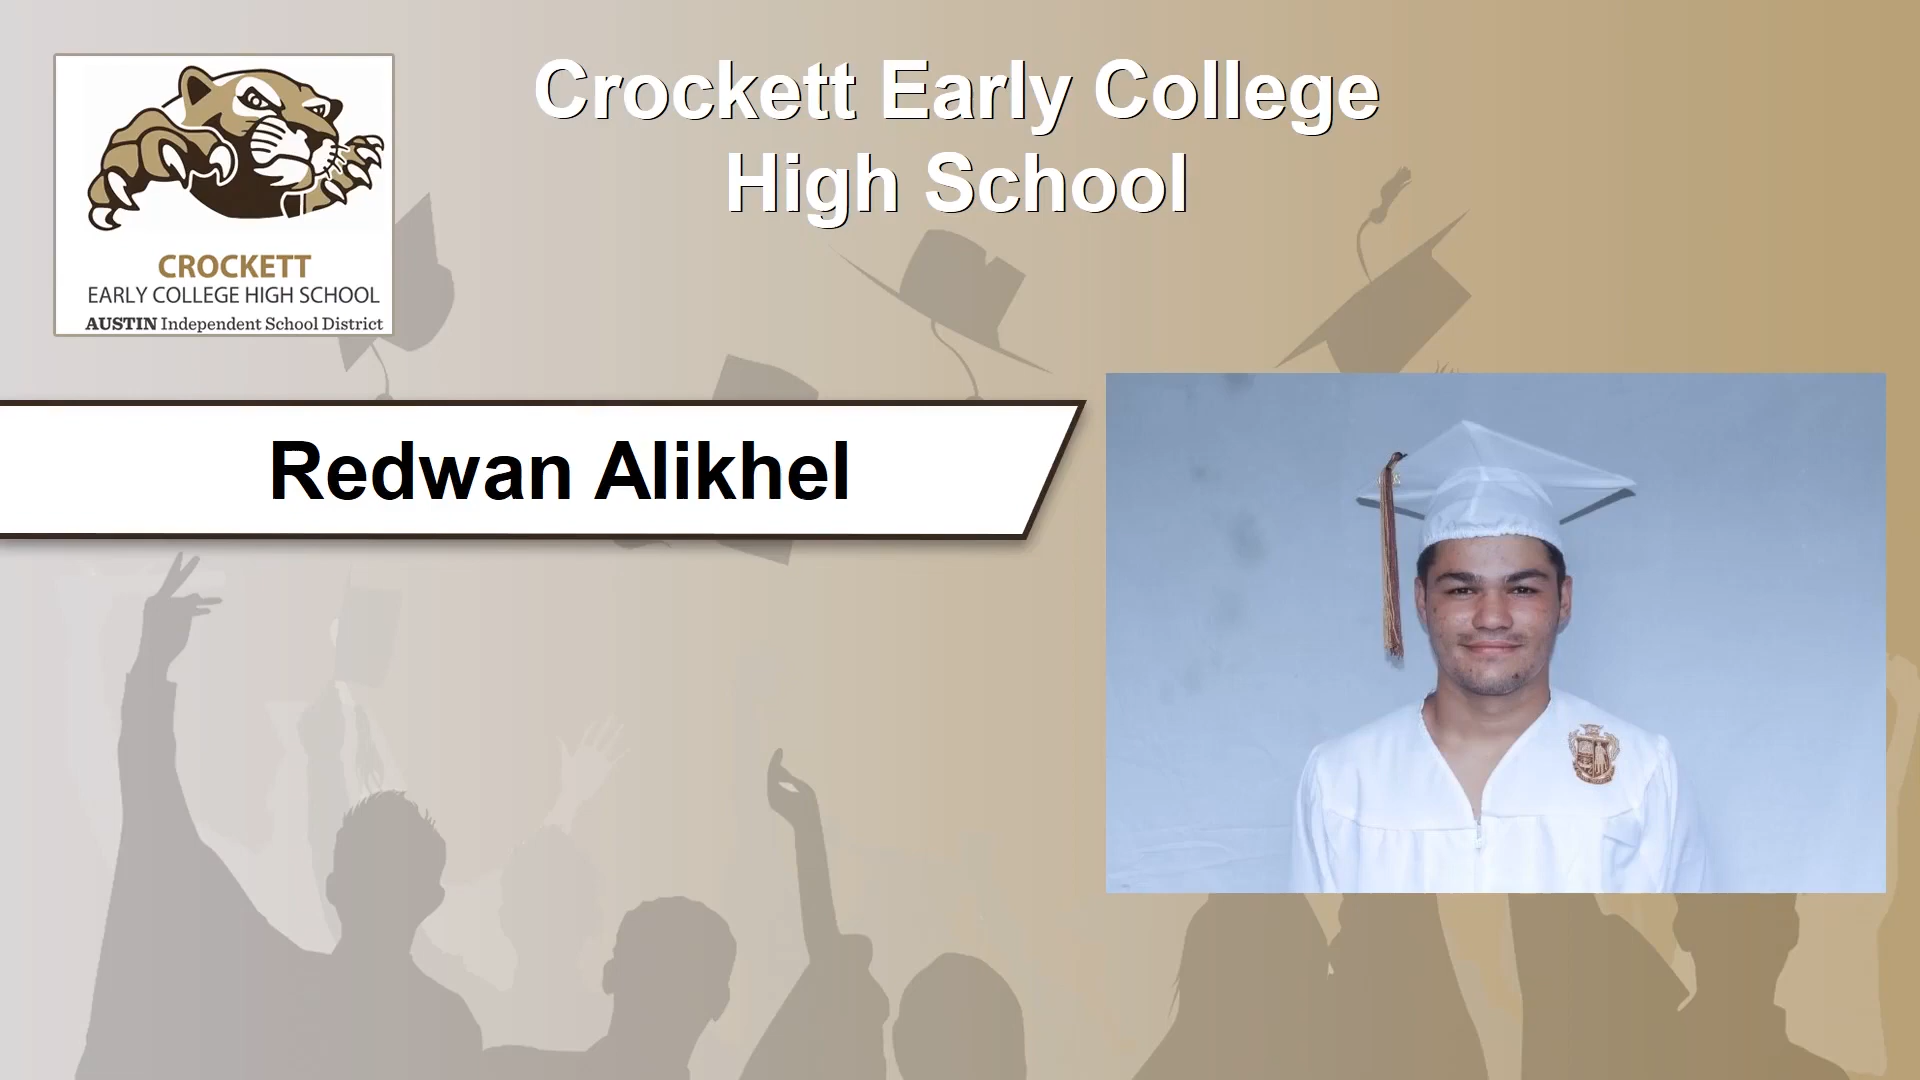 Crockett Early College
High School
CROCKETT
EARLY COLLEGE HIGH SCHOOL
AUSTIN Independent School District
Redwan Alikhel